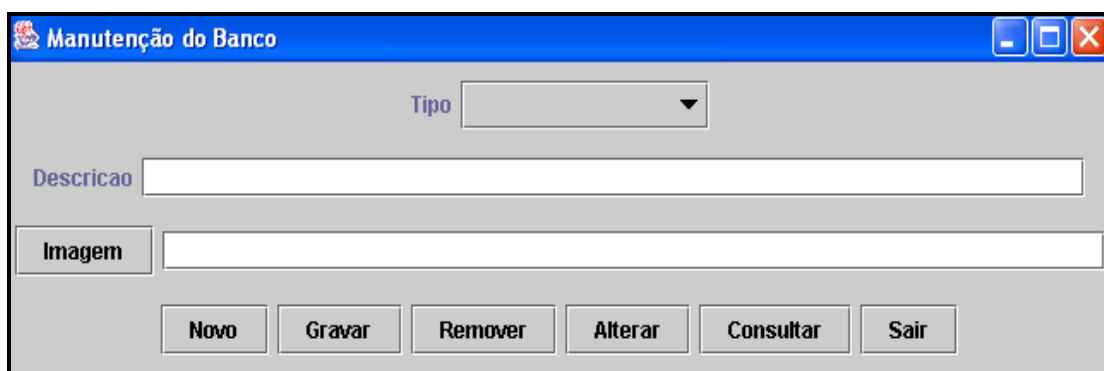 Manutenção do Banco
Tipo
Descricao
Imagem
Novo Gravar Remover Alterar Consultar Sair